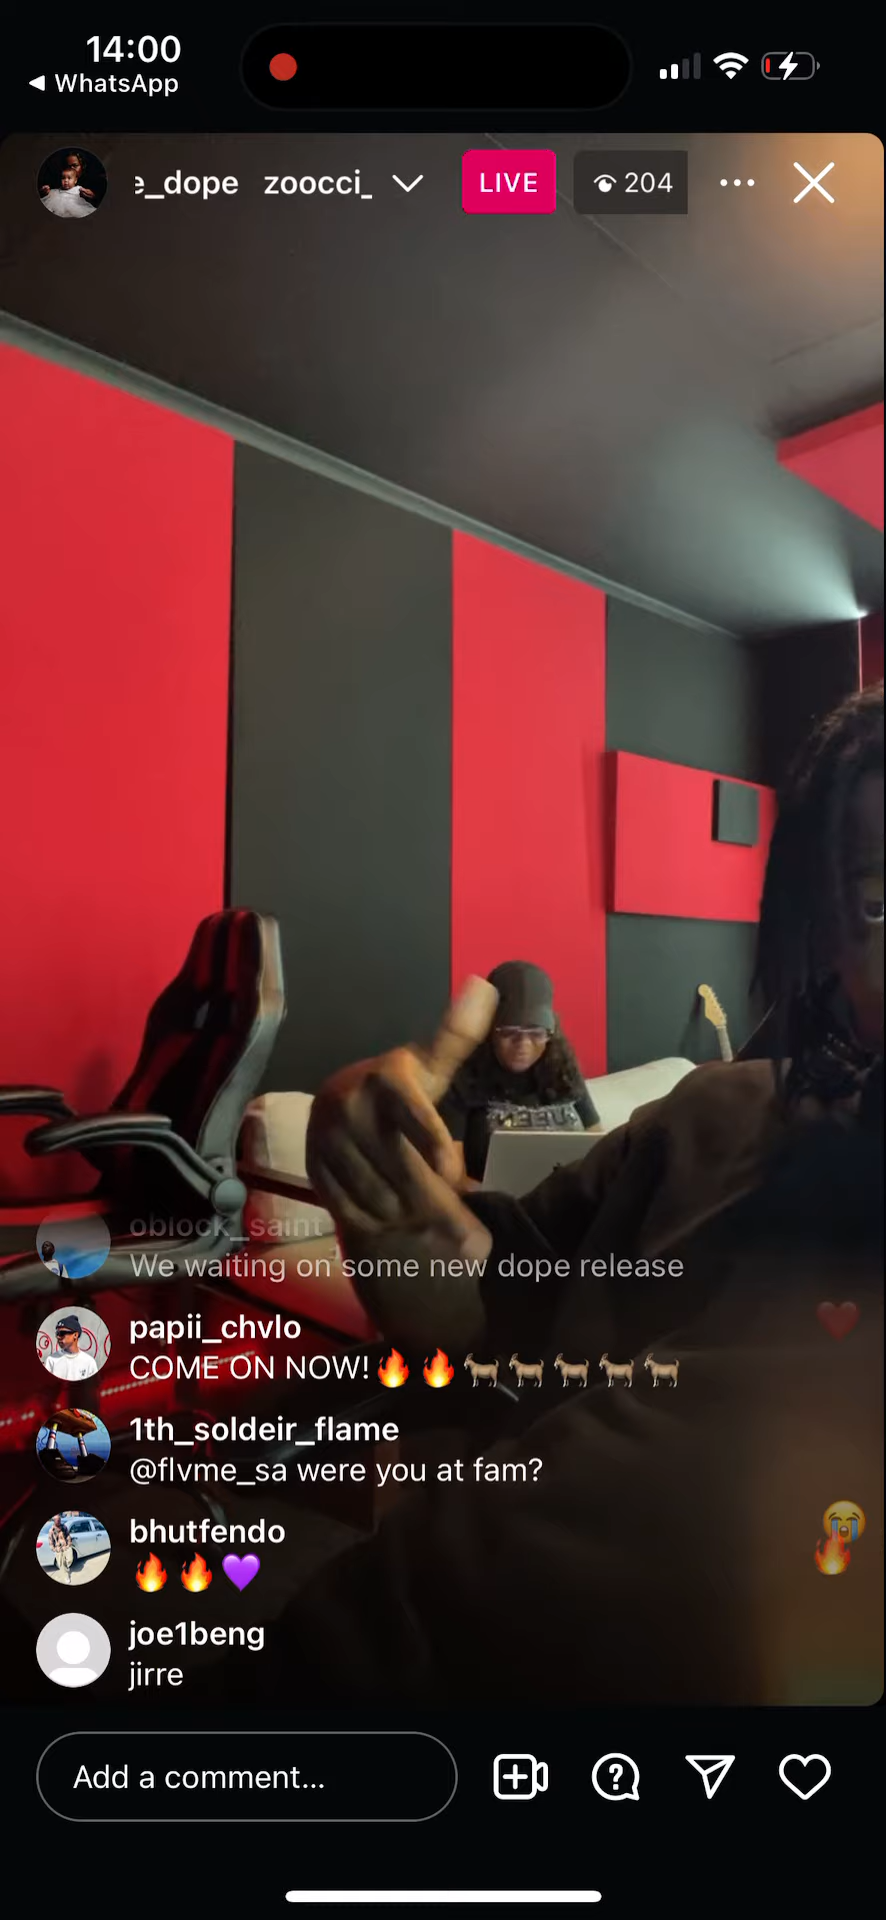 14:00
◀ WhatsApp
e_dope zoocci_
LIVE
204
oblock_saint
We waiting on some new dope release
papii_chvlo
COME ON NOW!🔥🔥🐐🐐🐐🐐🐐
1th_soldeir_flame
@flvme_sa were you at fam?
bhutfendo
🔥🔥💜
joe1beng
jirre
Add a comment...